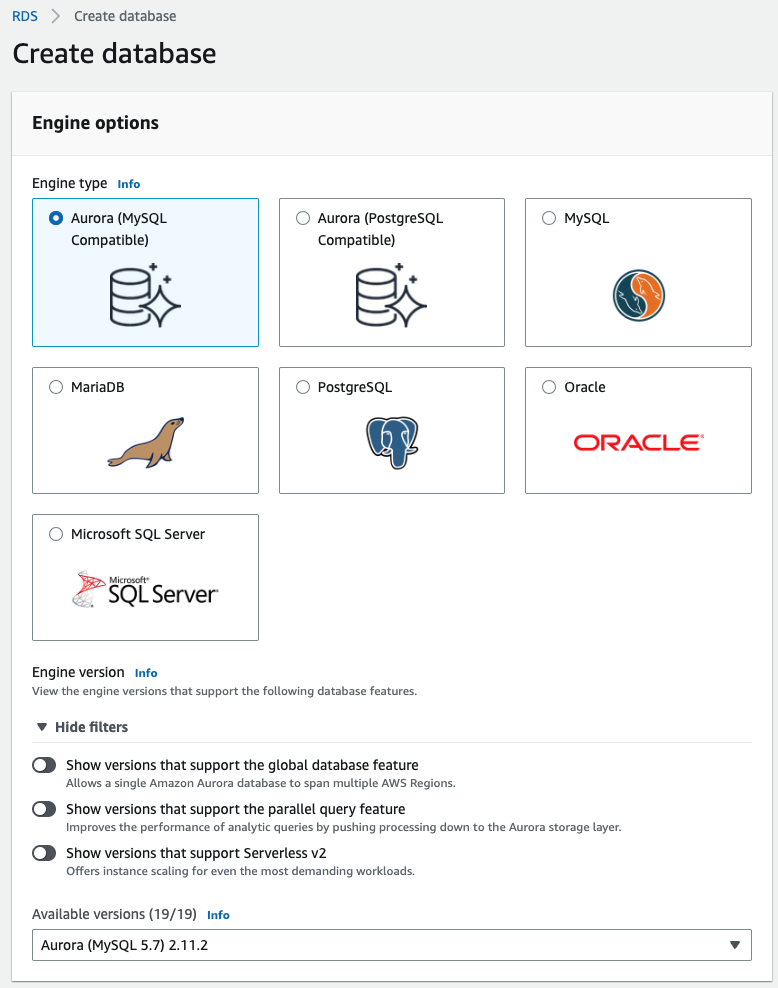 RDS > Create database
Create database
Engine options
Engine type Info
Aurora (MySQL
Compatible)
Aurora (PostgreSQL
Compatible)
MySQL
MariaDB
PostgreSQL
Oracle
ORACLE®
Microsoft SQL Server
Microsoft®
SQL Server®
Engine version Info
View the engine versions that support the following database features.
Hide filters
Show versions that support the global database feature
Allows a single Amazon Aurora database to span multiple AWS Regions.
Show versions that support the parallel query feature
Improves the performance of analytic queries by pushing processing down to the Aurora storage layer.
Show versions that support Serverless v2
Offers instance scaling for even the most demanding workloads.
Available versions (19/19) Info
Aurora (MySQL 5.7) 2.11.2